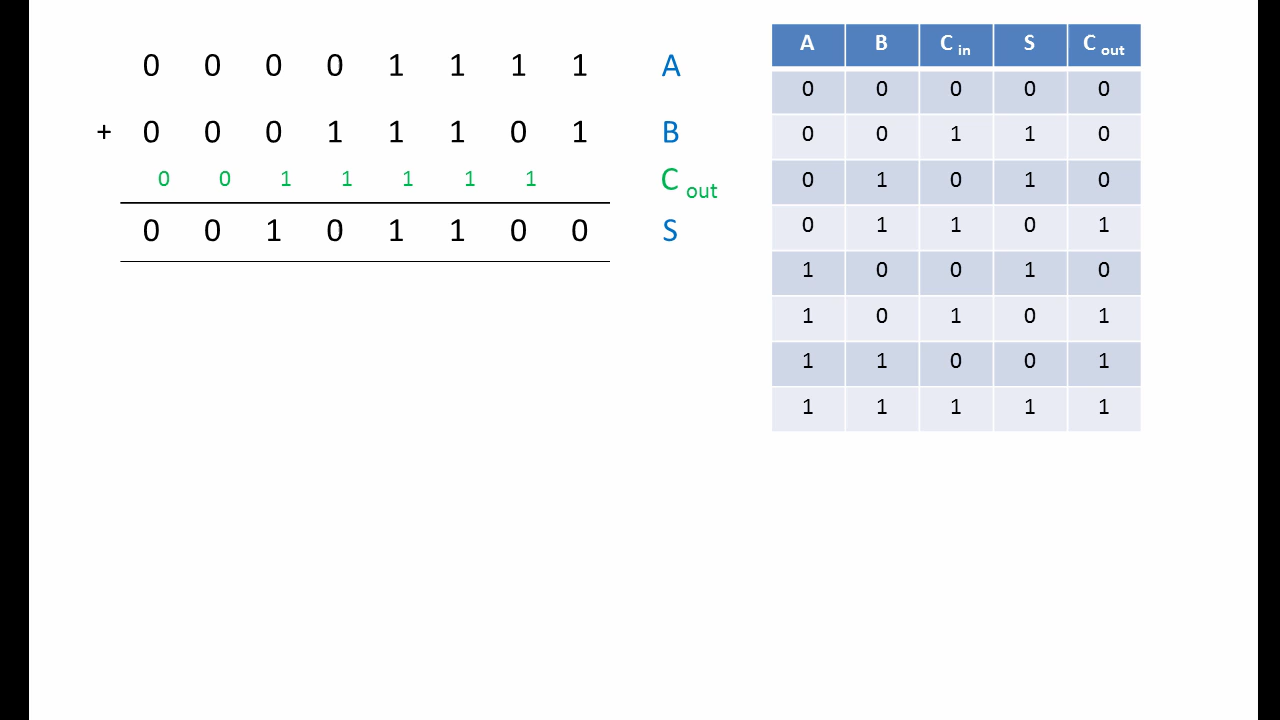 0 0 0 0 1 1 1 1 A
+ 0 0 0 1 1 1 0 1 B
0 0 1 1 1 1 1 C out
0 0 1 0 1 1 0 0 S
A B C in S C out
0 0 0 0 0
0 0 1 1 0
0 1 0 1 0
0 1 1 0 1
1 0 0 1 0
1 0 1 0 1
1 1 0 0 1
1 1 1 1 1